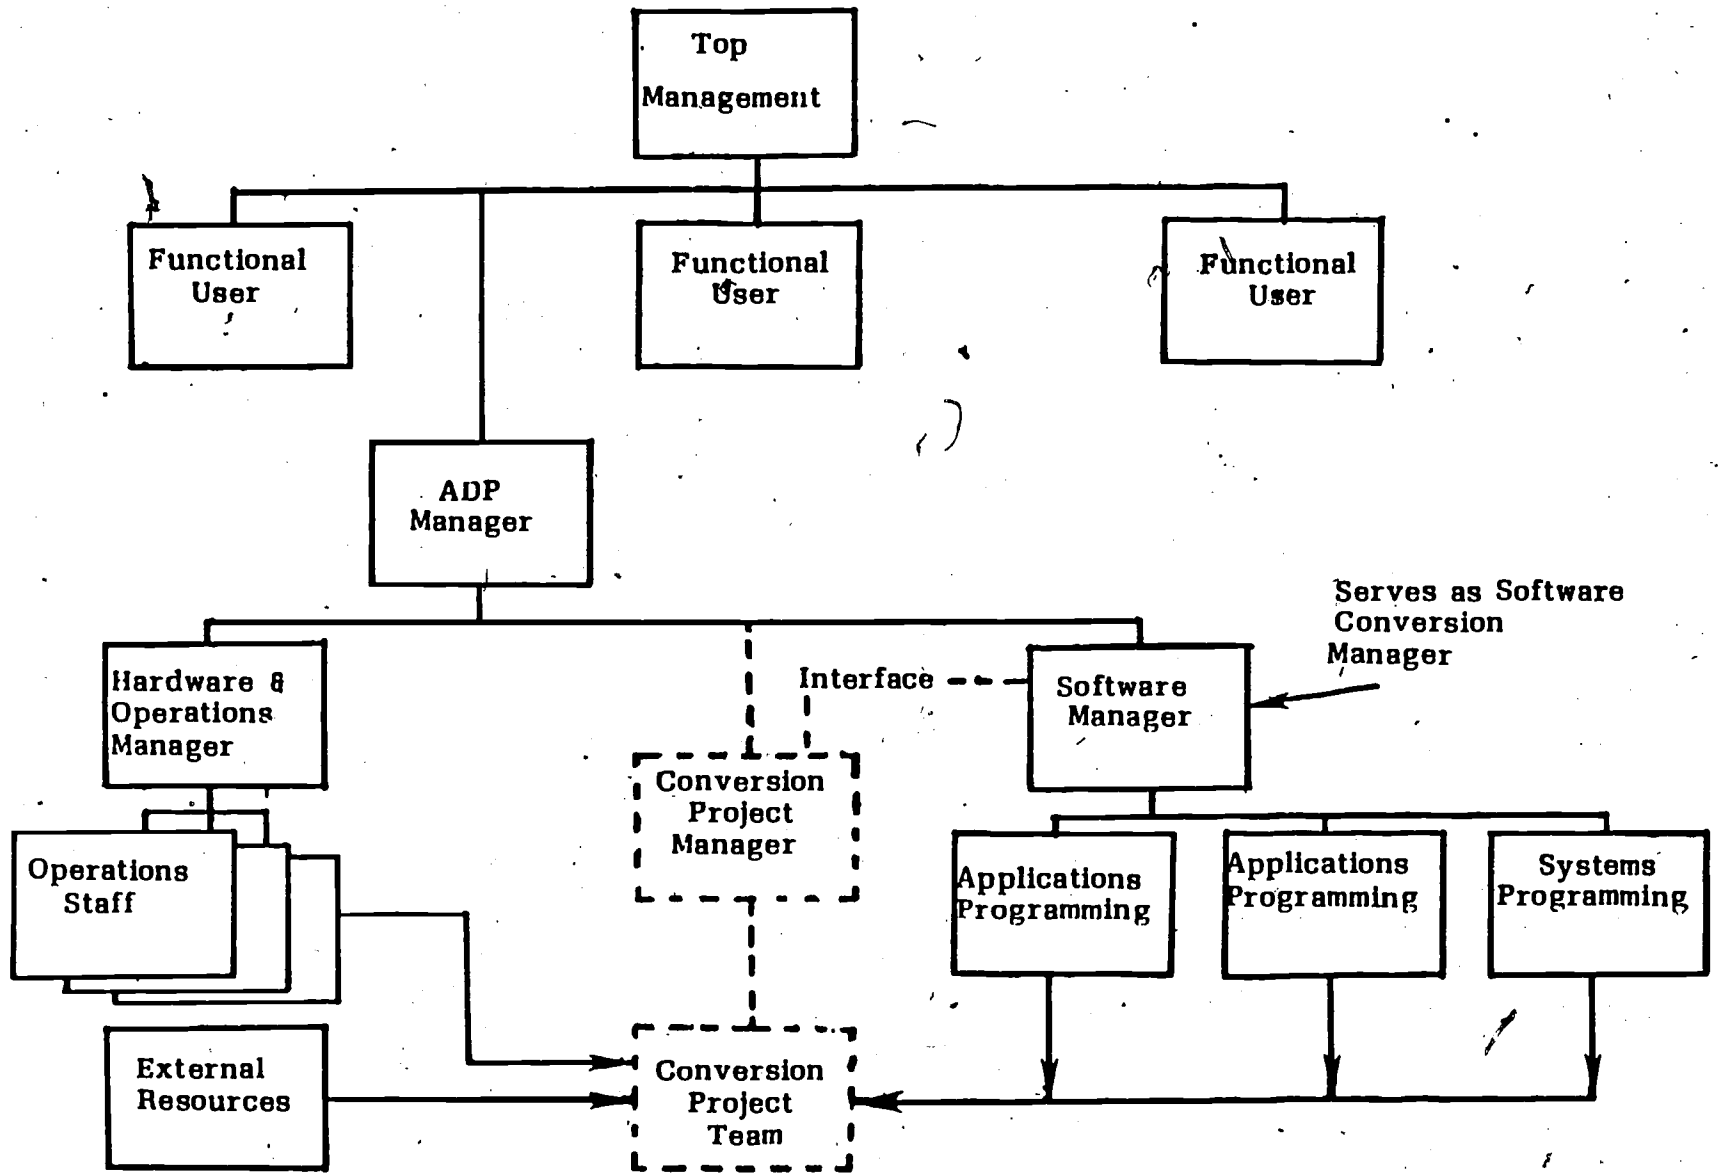 Top
Management
Functional
User
Functional
User
Functional
User
ADP
Manager
Serves as Software
Conversion
Manager
Hardware &
Operations
Manager
Interface
Software
Manager
Conversion
Project
Manager
Operations
Staff
Applications
Programming
Applications
Programming
Systems
Programming
External
Resources
Conversion
Project
Team